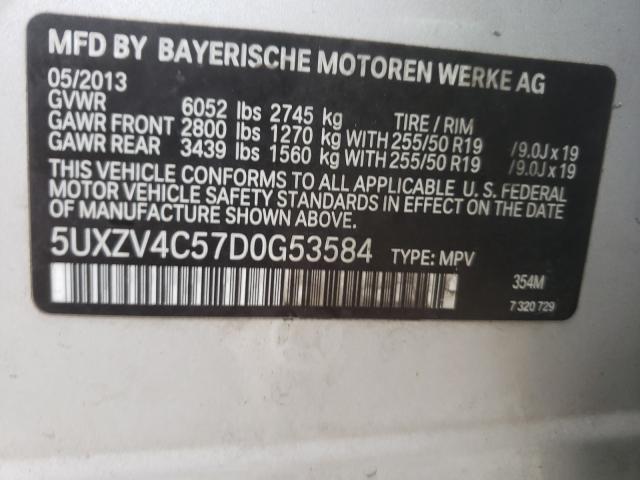 MFD BY BAYERISCHE MOTOREN WERKE AG
05/2013
GVWR 6052 lbs 2745 kg TIRE / RIM
GAWR FRONT 2800 lbs 1270 kg WITH 255/50 R19 /9.0J x 19
GAWR REAR 3439 lbs 1560 kg WITH 255/50 R19 /9.0J x 19
THIS VEHICLE CONFORMS TO ALL APPLICABLE U. S. FEDERAL
MOTOR VEHICLE SAFETY STANDARDS IN EFFECT ON THE DATE
OF MANUFACTURE SHOWN ABOVE.
5UXZV4C57D0G53584 TYPE: MPV
354M
7 320 729